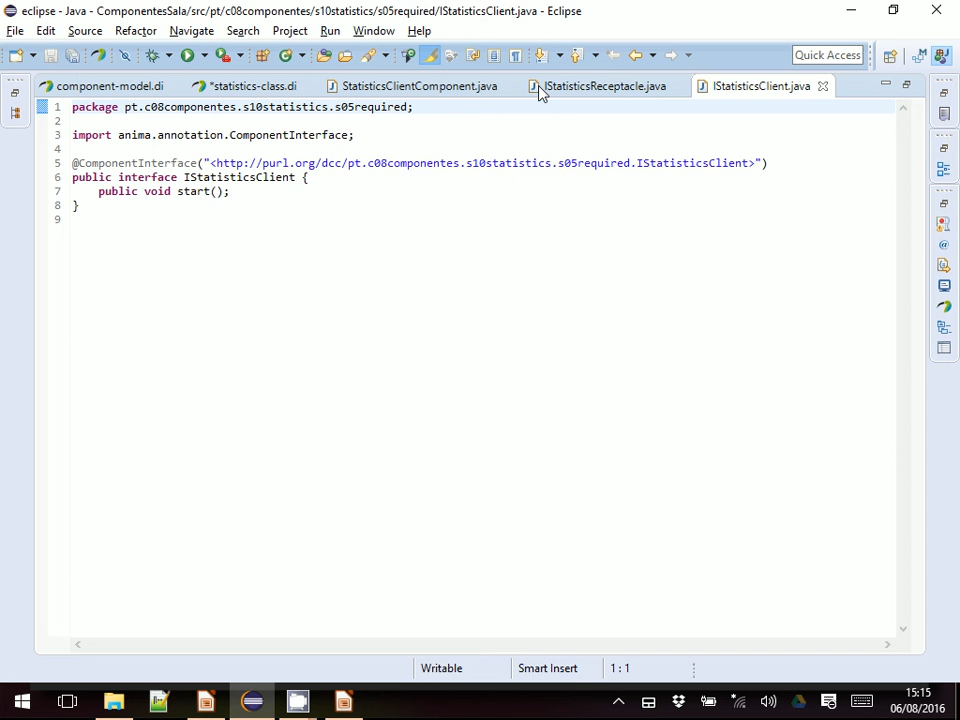 eclipse - Java - ComponentesSala/src/pt/c08componentes/s10statistics/s05required/IStatisticsClient.java - Eclipse
File Edit Source Refactor Navigate Search Project Run Window Help
Quick Access
component-model.di *statistics-class.di StatisticsClientComponent.java IStatisticsReceptacle.java IStatisticsClient.java
1 package pt.c08componentes.s10statistics.s05required;
2
3 import anima.annotation.ComponentInterface;
4
5 @ComponentInterface("<http://purl.org/dcc/pt.c08componentes.s10statistics.s05required.IStatisticsClient>")
6 public interface IStatisticsClient {
7 public void start();
8 }
9
Writable Smart Insert 1 : 1
15:15
06/08/2016